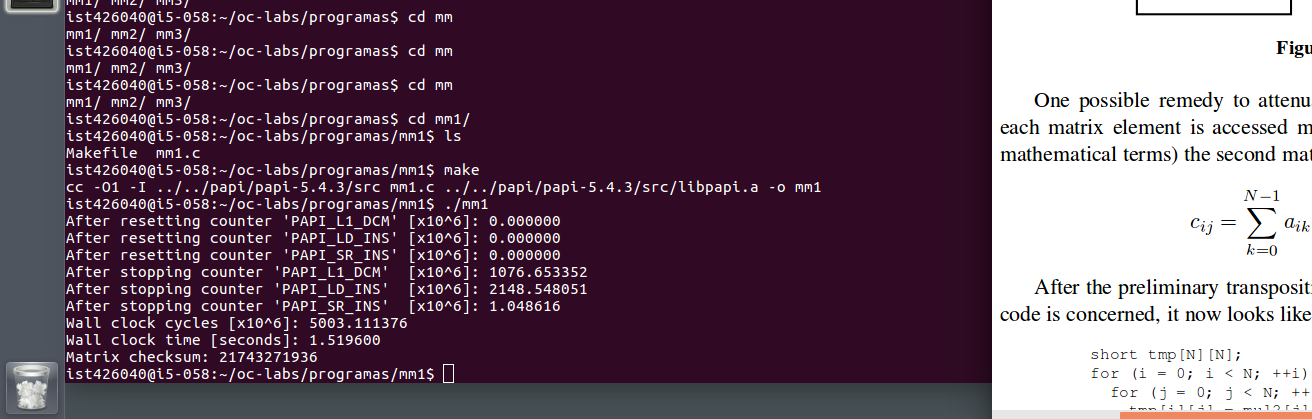 mm1/ mm2/ mm3/
ist426040@i5-058:~/oc-labs/programas$ cd mm
mm1/ mm2/ mm3/
ist426040@i5-058:~/oc-labs/programas$ cd mm
mm1/ mm2/ mm3/
ist426040@i5-058:~/oc-labs/programas$ cd mm
mm1/ mm2/ mm3/
ist426040@i5-058:~/oc-labs/programas$ cd mm1/
ist426040@i5-058:~/oc-labs/programas/mm1$ ls
Makefile  mm1.c
ist426040@i5-058:~/oc-labs/programas/mm1$ make
cc -O1 -I ../../papi/papi-5.4.3/src mm1.c ../../papi/papi-5.4.3/src/libpapi.a -o mm1
ist426040@i5-058:~/oc-labs/programas/mm1$ ./mm1
After resetting counter 'PAPI_L1_DCM' [x10^6]: 0.000000
After resetting counter 'PAPI_LD_INS' [x10^6]: 0.000000
After resetting counter 'PAPI_SR_INS' [x10^6]: 0.000000
After stopping counter 'PAPI_L1_DCM'  [x10^6]: 1076.653352
After stopping counter 'PAPI_LD_INS'  [x10^6]: 2148.548051
After stopping counter 'PAPI_SR_INS'  [x10^6]: 1.048616
Wall clock cycles [x10^6]: 5003.111376
Wall clock time [seconds]: 1.519600
Matrix checksum: 21743271936
ist426040@i5-058:~/oc-labs/programas/mm1$
Figu
One possible remedy to attenu
each matrix element is accessed m
mathematical terms) the second mat
N−1
c_ij = ∑ a_ik
k=0
After the preliminary transpositi
code is concerned, it now looks like
short tmp[N][N];
for (i = 0; i < N; ++i)
for (j = 0; j < N; ++
tmp[i][j] = mul2[j]